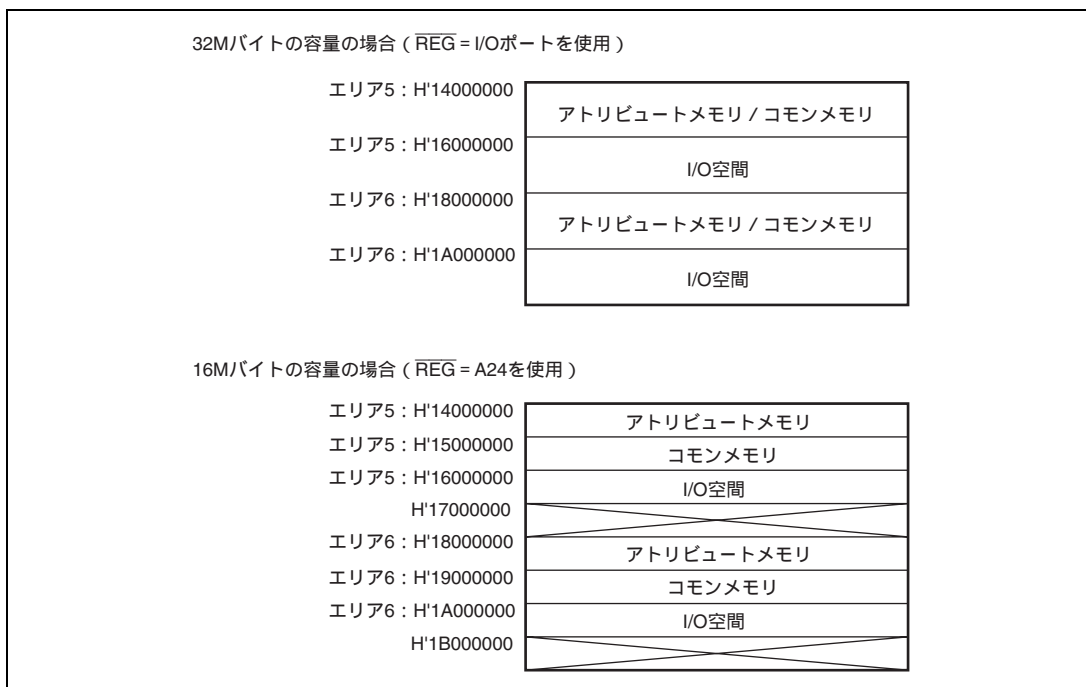 32Mバイトの容量の場合（REG = I/Oポートを使用）
エリア5：H'14000000
アトリビュートメモリ / コモンメモリ
エリア5：H'16000000
I/O空間
エリア6：H'18000000
アトリビュートメモリ / コモンメモリ
エリア6：H'1A000000
I/O空間
16Mバイトの容量の場合（REG = A24を使用）
エリア5：H'14000000
アトリビュートメモリ
エリア5：H'15000000
コモンメモリ
エリア5：H'16000000
I/O空間
H'17000000
エリア6：H'18000000
アトリビュートメモリ
エリア6：H'19000000
コモンメモリ
エリア6：H'1A000000
I/O空間
H'1B000000